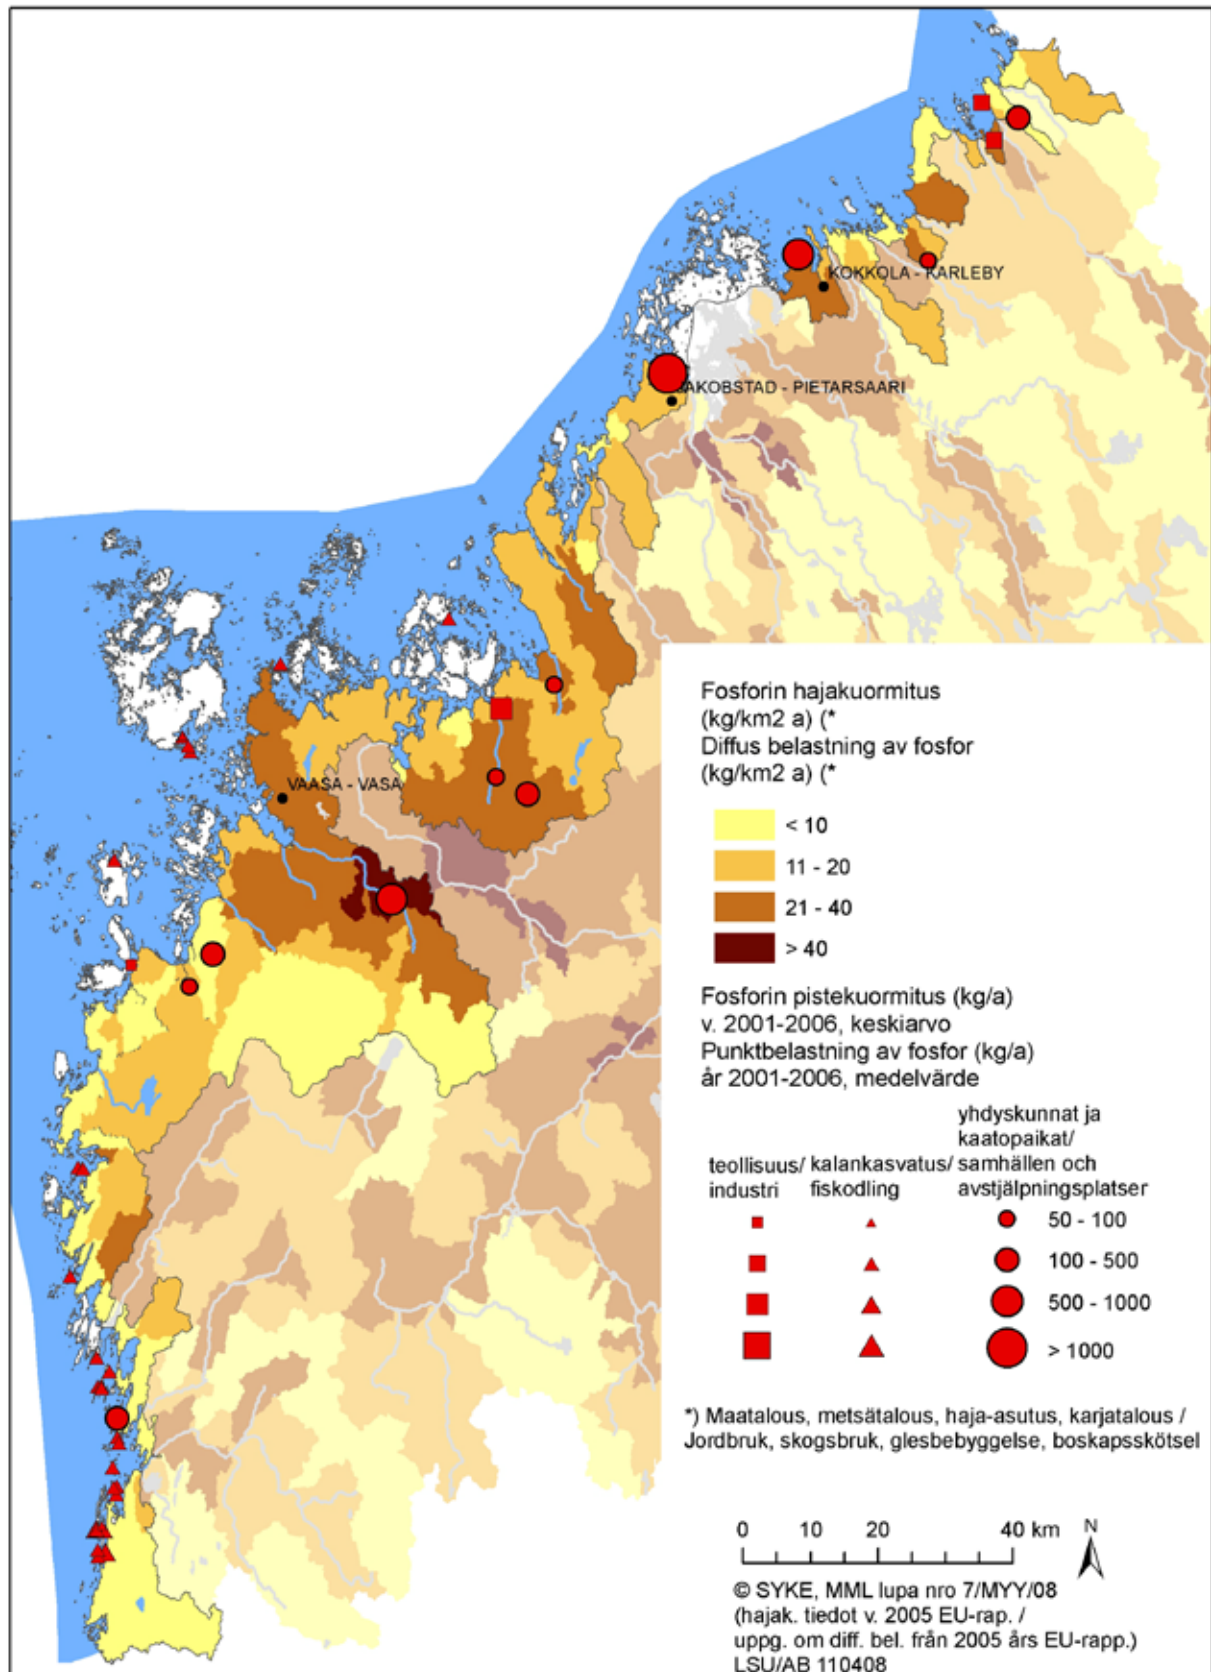 KOKKOLA - KARLEBY
JAKOBSTAD - PIETARSAARI
VAASA - VASA
Fosforin hajakuormitus
(kg/km2 a) (*
Diffus belastning av fosfor
(kg/km2 a) (*
< 10
11 - 20
21 - 40
> 40
Fosforin pistekuormitus (kg/a)
v. 2001-2006, keskiarvo
Punktbelastning av fosfor (kg/a)
år 2001-2006, medelvärde
teollisuus/
industri
kalankasvatus/
fiskodling
yhdyskunnat ja
kaatopaikat/
samhällen och
avstjälpningsplatser
50 - 100
100 - 500
500 - 1000
> 1000
*) Maatalous, metsätalous, haja-asutus, karjatalous /
Jordbruk, skogsbruk, glesbebyggelse, boskapsskötsel
0 10 20 40 km
N
© SYKE, MML lupa nro 7/MYY/08
(hajak. tiedot v. 2005 EU-rap. /
uppg. om diff. bel. från 2005 års EU-rapp.)
LSU/AB 110408